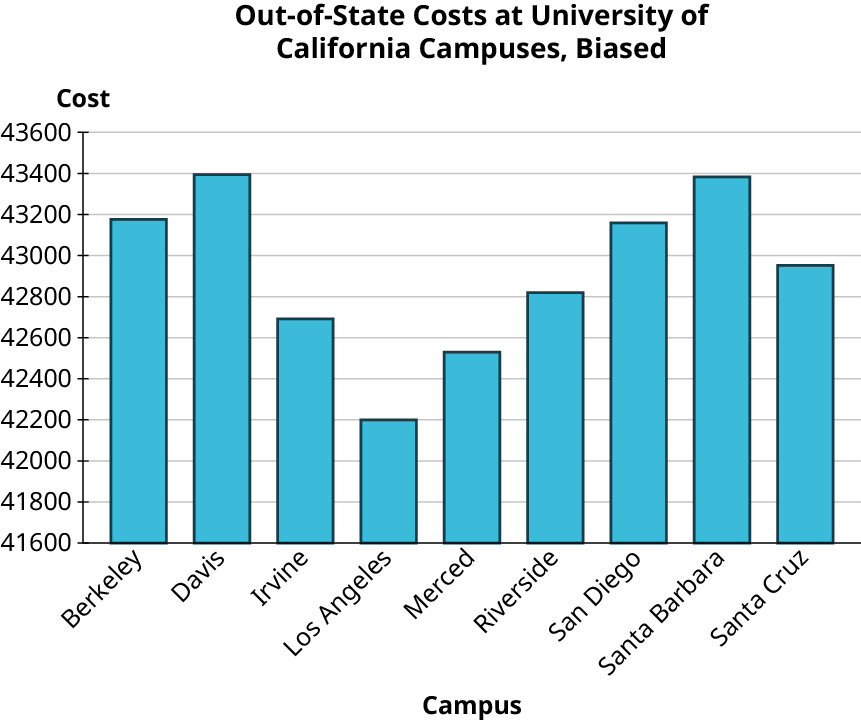 Out-of-State Costs at University of
California Campuses, Biased
Cost
43600
43400
43200
43000
42800
42600
42400
42200
42000
41800
41600
Berkeley
Davis
Irvine
Los Angeles
Merced
Riverside
San Diego
Santa Barbara
Santa Cruz
Campus